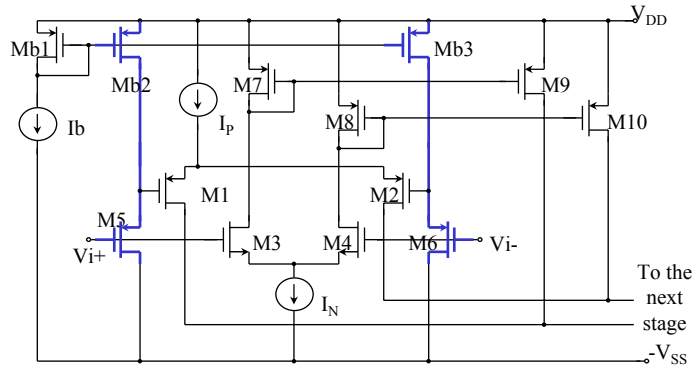 V_DD
Mb1
Mb2
Mb3
M7
M9
Ib
I_P
M8
M10
M1
M2
M5
M3
M4
M6
Vi+
Vi-
I_N
To the
next
stage
-V_SS